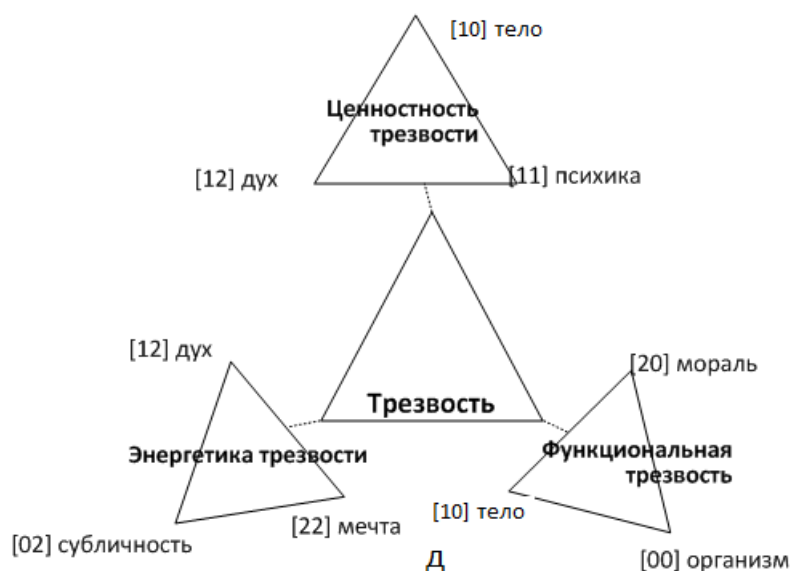 [10] тело
Ценностность
трезвости
[12] дух
[11] психика
[12] дух
[20] мораль
Трезвость
Энергетика трезвости
Функциональная
трезвость
[10] тело
[22] мечта
[02] субличность
Д
[00] организм